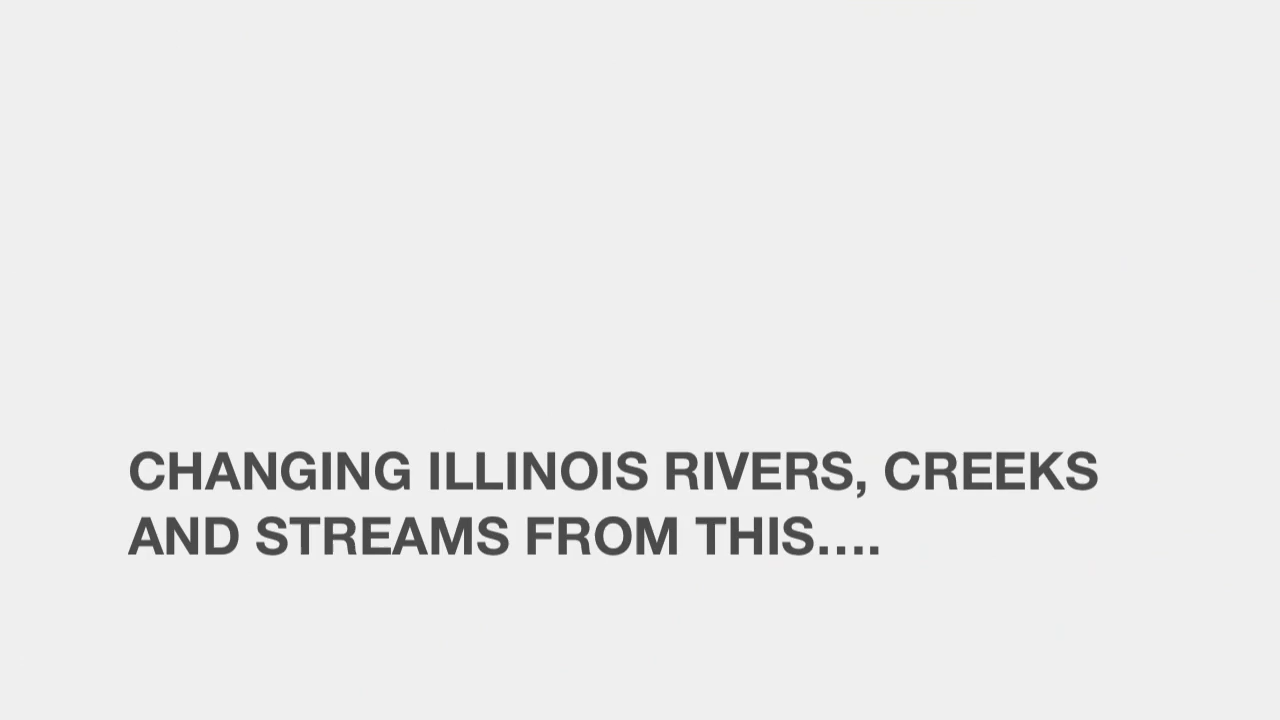 CHANGING ILLINOIS RIVERS, CREEKS
AND STREAMS FROM THIS....